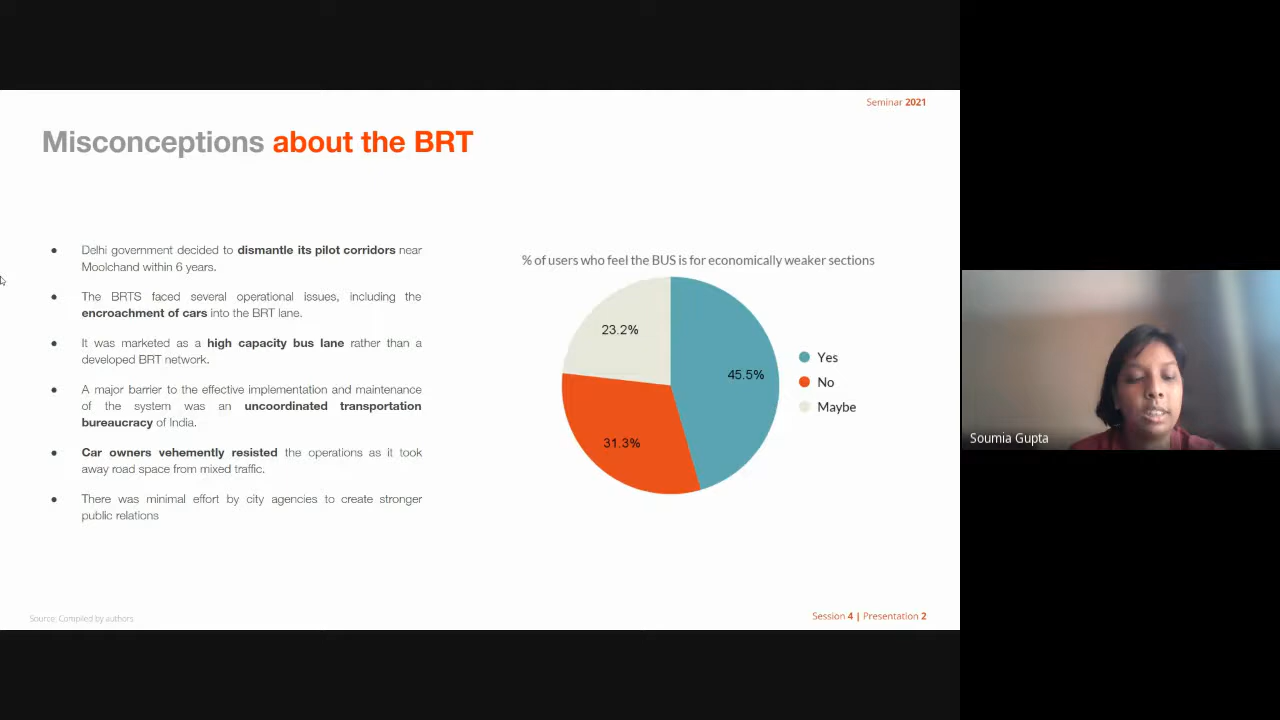 Seminar 2021
Misconceptions about the BRT
● Delhi government decided to dismantle its pilot corridors near
Moolchand within 6 years.
● The BRTS faced several operational issues, including the
encroachment of cars into the BRT lane.
● It was marketed as a high capacity bus lane rather than a
developed BRT network.
● A major barrier to the effective implementation and maintenance
of the system was an uncoordinated transportation
bureaucracy of India.
● Car owners vehemently resisted the operations as it took
away road space from mixed traffic.
● There was minimal effort by city agencies to create stronger
public relations
% of users who feel the BUS is for economically weaker sections
23.2%
45.5%
31.3%
Yes
No
Maybe
Soumia Gupta
Source: Compiled by authors
Session 4 | Presentation 2